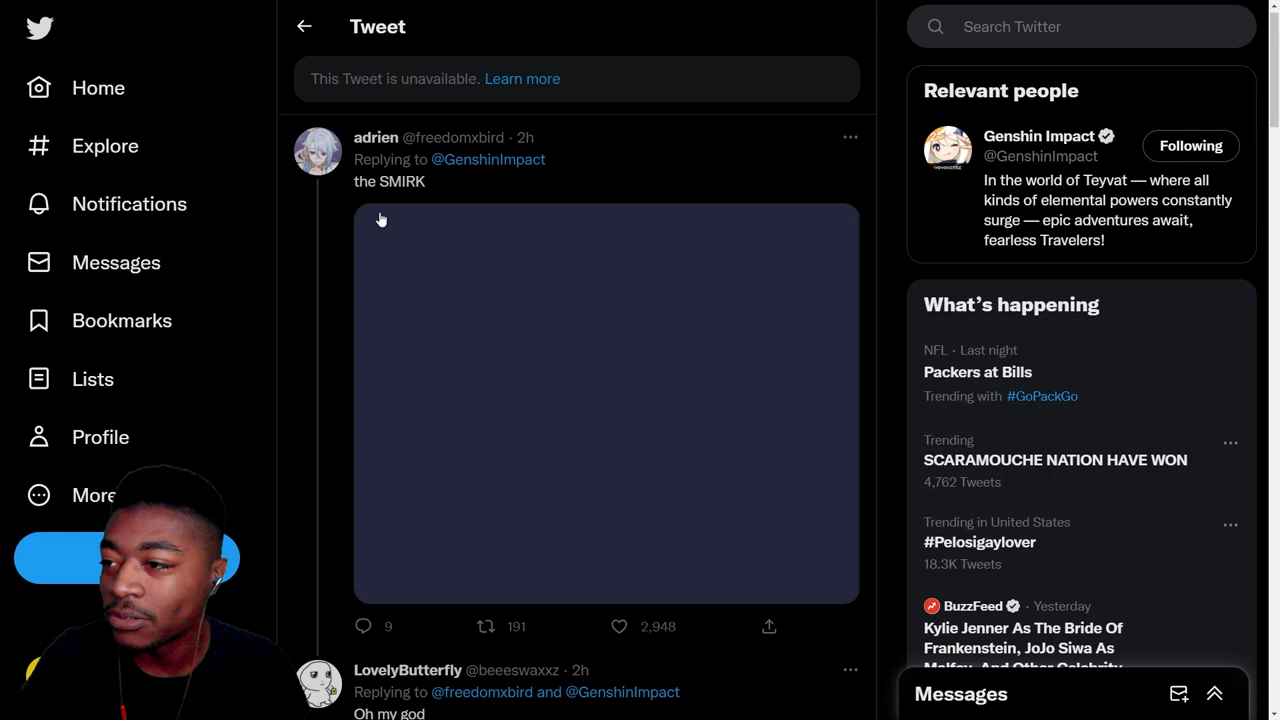 Home
Explore
Notifications
Messages
Bookmarks
Lists
Profile
More
Tweet
This Tweet is unavailable. Learn more
adrien @freedomxbird · 2h
Replying to @GenshinImpact
the SMIRK
9
191
2,948
LovelyButterfly @beeeswaxxz · 2h
Replying to @freedomxbird and @GenshinImpact
Oh my god
Search Twitter
Relevant people
Genshin Impact
@GenshinImpact
Following
In the world of Teyvat — where all
kinds of elemental powers constantly
surge — epic adventures await,
fearless Travelers!
What's happening
NFL · Last night
Packers at Bills
Trending with #GoPackGo
Trending
SCARAMOUCHE NATION HAVE WON
4,762 Tweets
Trending in United States
#Pelosigaylover
18.3K Tweets
BuzzFeed · Yesterday
Kylie Jenner As The Bride Of
Frankenstein, JoJo Siwa As
Malfoy, And Other Celebrity
Messages